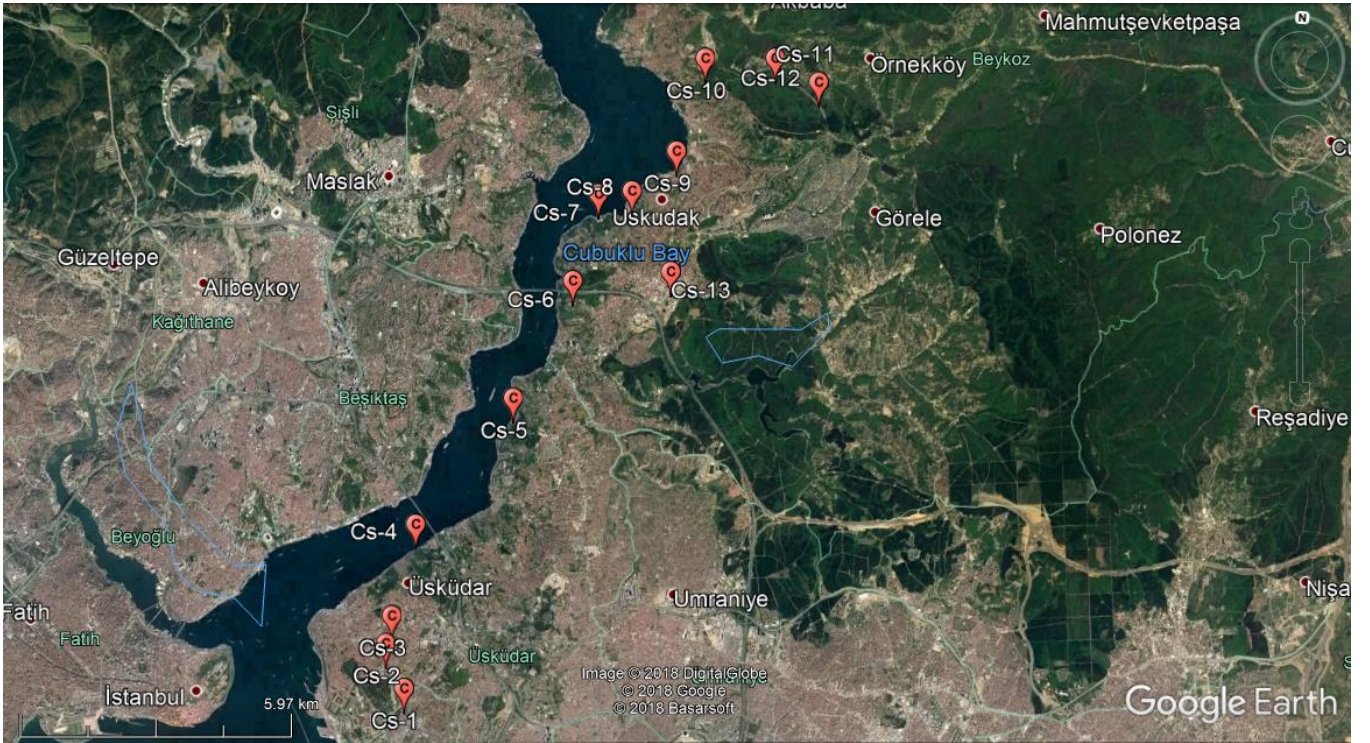 Akbaba
Mahmutşevketpaşa
N
Cs-11
Örnekköy
Beykoz
Cs-12
Cs-10
C
C
C
C
Şişli
C
Maslak
Cs-8
Cs-9
C
C
Cs-7
Uskudak
Görele
Polonez
Güzeltepe
Cubuklu Bay
Alibeykoy
C
C
Cs-6
Cs-13
Kağıthane
Beşiktaş
C
Cs-5
Reşadiye
C
Cs-4
Beyoğlu
Üsküdar
Umraniye
Fatih
C
Fatih
C
Cs-3
Üsküdar
Cs-2
Image © 2018 DigitalGlobe
© 2018 Google
© 2018 Basarsoft
İstanbul
5.97 km
C
Cs-1
Google Earth